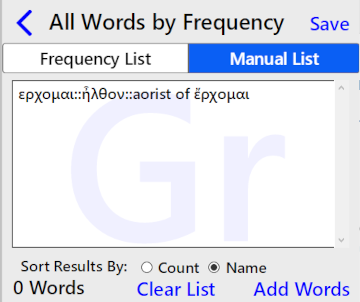 All Words by Frequency Save
Frequency List Manual List
ερχομαι::ἦλθον::aorist of ἔρχομαι
Gr
Sort Results By: Count Name
0 Words Clear List Add Words